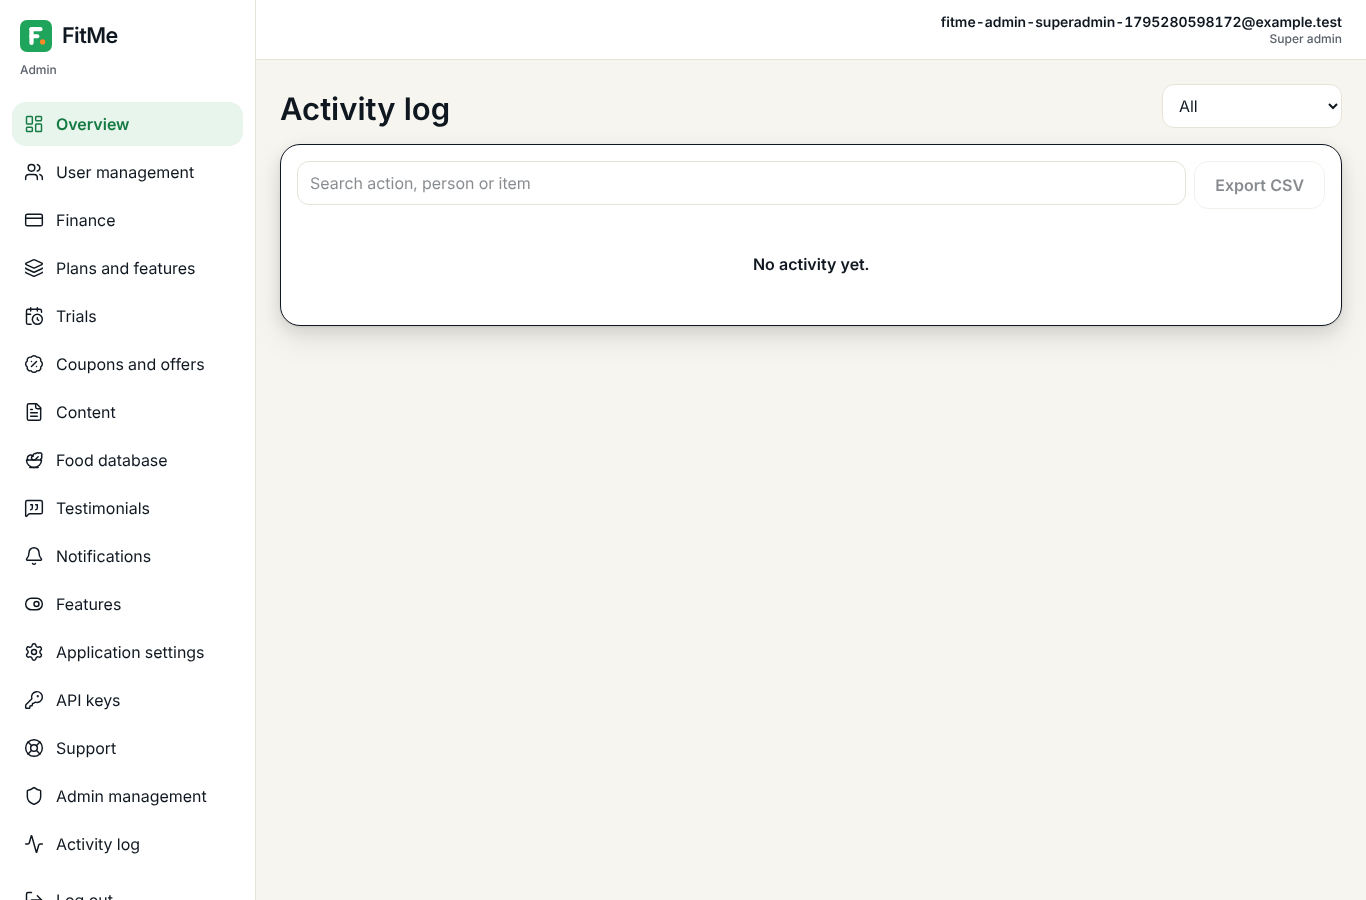 FitMe
Admin
Overview
User management
Finance
Plans and features
Trials
Coupons and offers
Content
Food database
Testimonials
Notifications
Features
Application settings
API keys
Support
Admin management
Activity log
Log out
fitme-admin-superadmin-1795280598172@example.test
Super admin
Activity log
All
Search action, person or item
Export CSV
No activity yet.